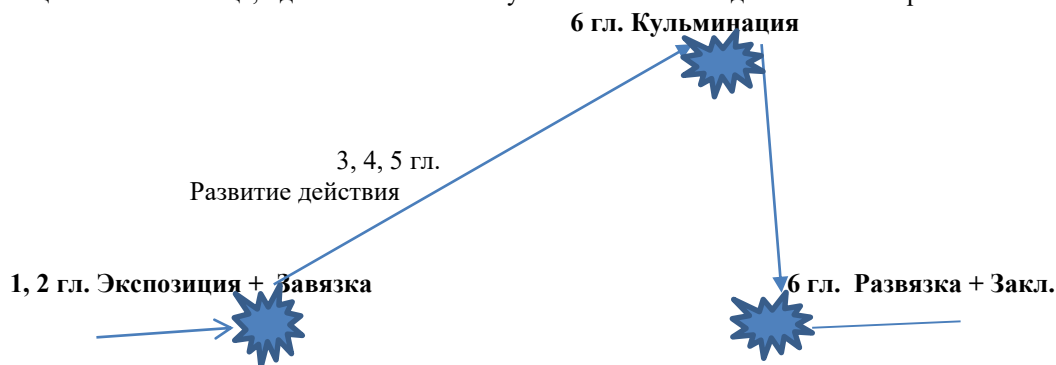 6 гл. Кульминация
3, 4, 5 гл.
Развитие действия
1, 2 гл. Экспозиция + Завязка
6 гл. Развязка + Закл.